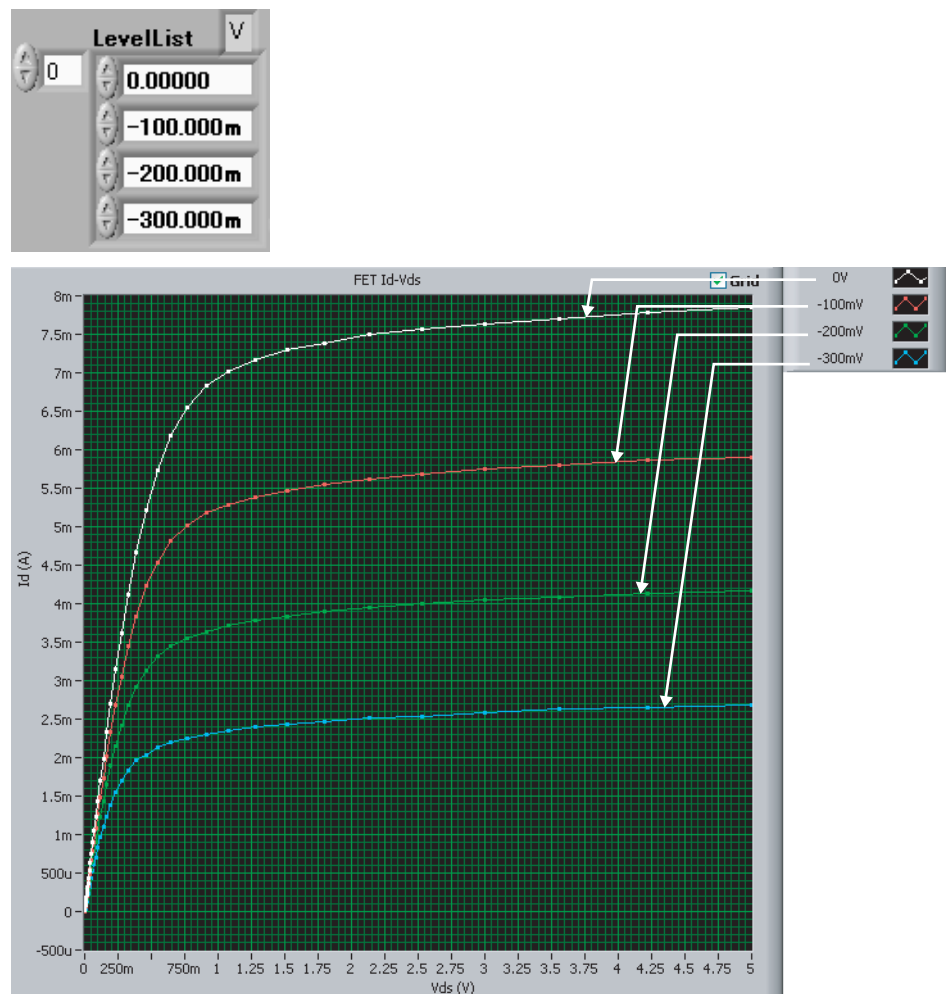 LevelList V
0
0.00000
-100.000m
-200.000m
-300.000m
FET Id-Vds
Grid
0V
-100mV
-200mV
-300mV
8m
7.5m
7m
6.5m
6m
5.5m
5m
4.5m
4m
3.5m
3m
2.5m
2m
1.5m
1m
500u
0
-500u
Id (A)
0 250m 750m 1 1.25 1.5 1.75 2 2.25 2.5 2.75 3 3.25 3.5 3.75 4 4.25 4.5 4.75 5
Vds (V)